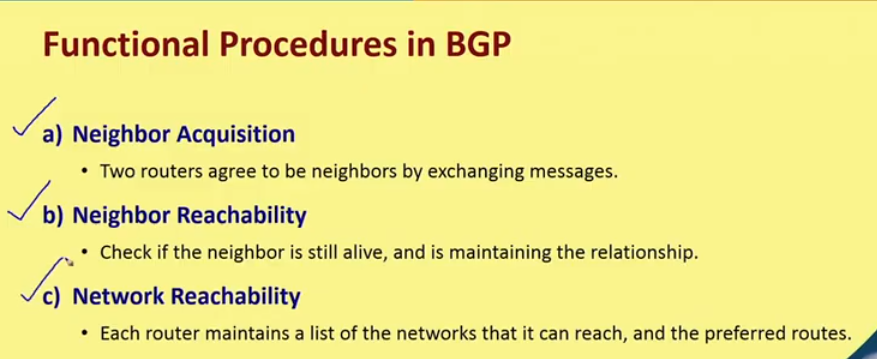 Functional Procedures in BGP
a) Neighbor Acquisition
• Two routers agree to be neighbors by exchanging messages.
b) Neighbor Reachability
• Check if the neighbor is still alive, and is maintaining the relationship.
c) Network Reachability
• Each router maintains a list of the networks that it can reach, and the preferred routes.